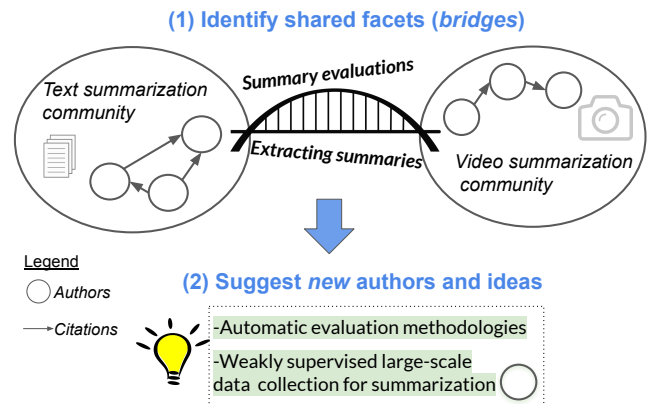 (1) Identify shared facets (bridges)
Text summarization
community
Summary evaluations
Extracting summaries
Video summarization
community
Legend
Authors
Citations
(2) Suggest new authors and ideas
-Automatic evaluation methodologies
-Weakly supervised large-scale
data collection for summarization